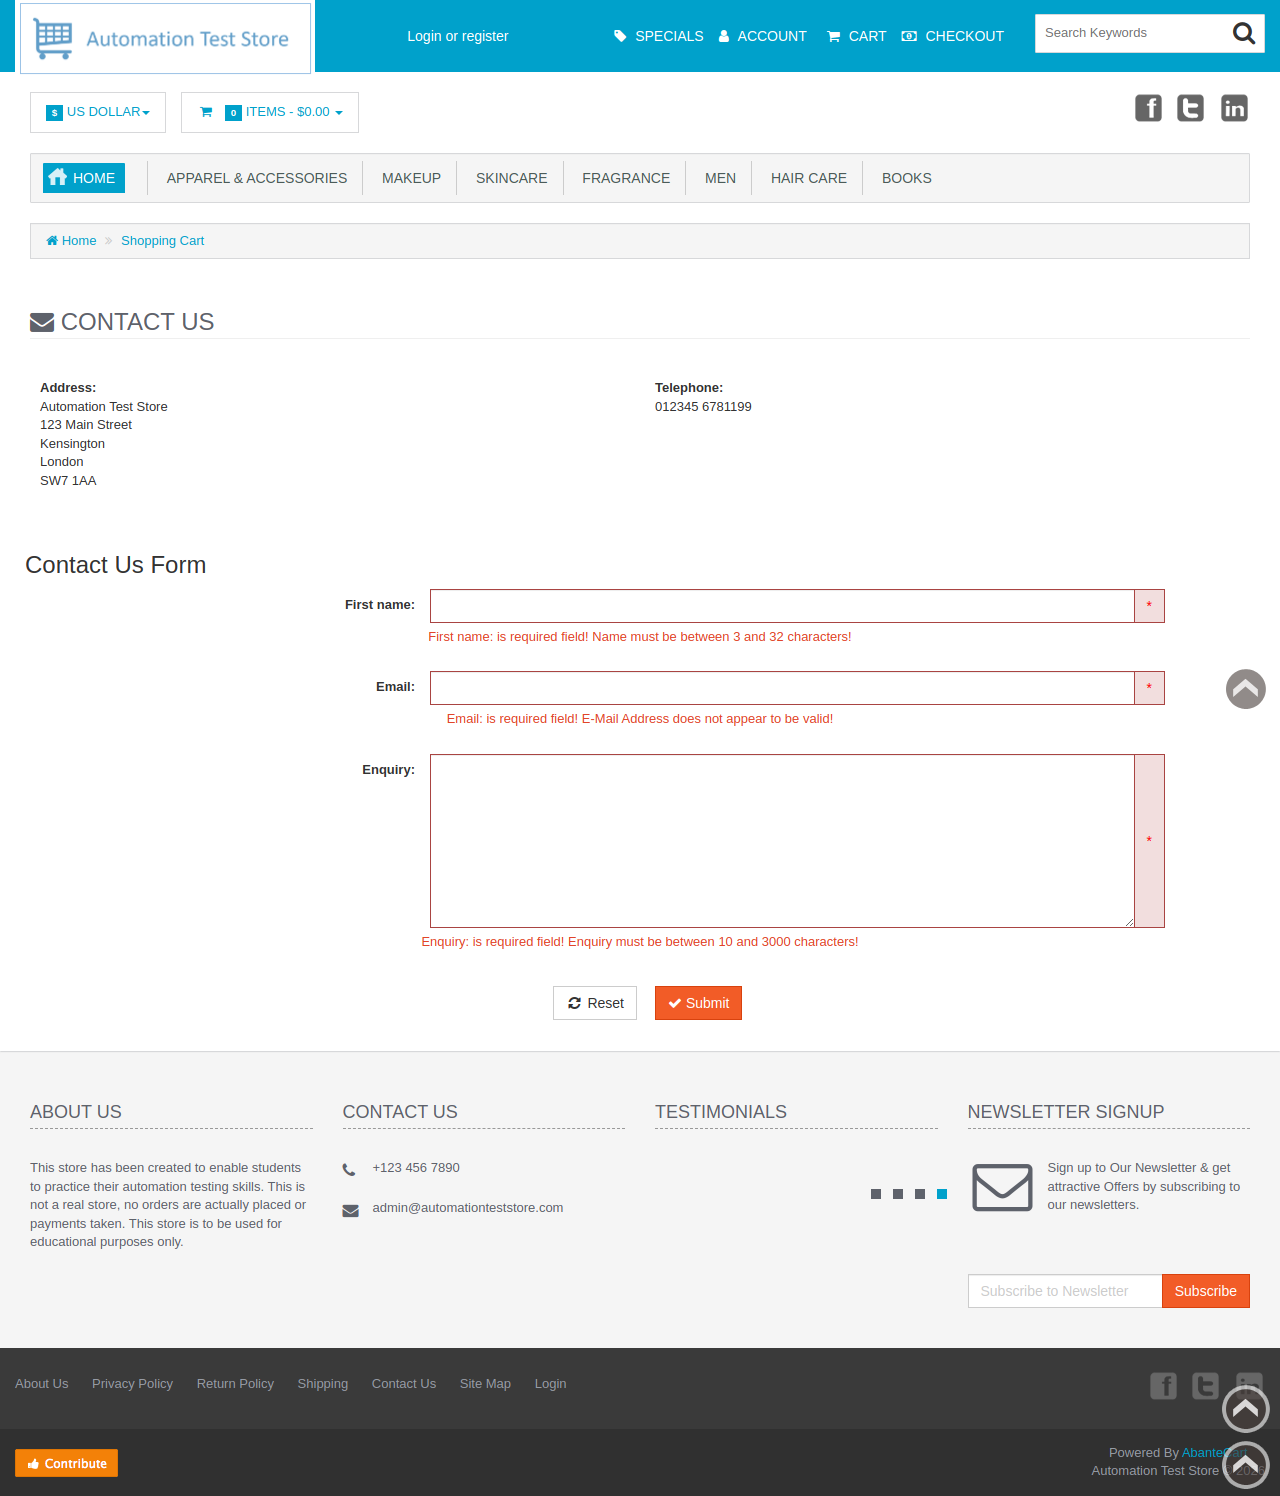 Automation Test Store
Login or register
SPECIALS ACCOUNT CART CHECKOUT
Search Keywords
$ US DOLLAR
0 ITEMS - $0.00
HOME APPAREL & ACCESSORIES MAKEUP SKINCARE FRAGRANCE MEN HAIR CARE BOOKS
Home » Shopping Cart
CONTACT US
Address:
Automation Test Store
123 Main Street
Kensington
London
SW7 1AA
Telephone:
012345 6781199
Contact Us Form
First name: *
First name: is required field! Name must be between 3 and 32 characters!
Email: *
Email: is required field! E-Mail Address does not appear to be valid!
Enquiry: *
Enquiry: is required field! Enquiry must be between 10 and 3000 characters!
Reset Submit
ABOUT US
This store has been created to enable students
to practice their automation testing skills. This is
not a real store, no orders are actually placed or
payments taken. This store is to be used for
educational purposes only.
CONTACT US
+123 456 7890
admin@automationteststore.com
TESTIMONIALS
NEWSLETTER SIGNUP
Sign up to Our Newsletter & get
attractive Offers by subscribing to
our newsletters.
Subscribe to Newsletter Subscribe
About Us Privacy Policy Return Policy Shipping Contact Us Site Map Login
Contribute
Powered By AbanteCart
Automation Test Store